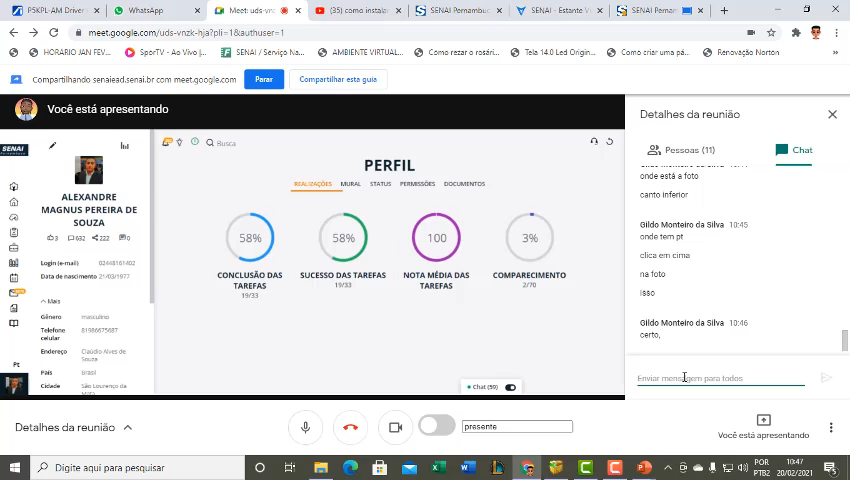 P5KPL-AM Driver
WhatsApp
Meet: uds-vnz
(35) como instalar
SENAI Pernambuc
SENAI - Estante V
SENAI Pernam
meet.google.com/uds-vnzk-hja?pli=1&authuser=1
HORARIO JAN FEV.
SporTV - Ao Vivo |...
SENAI / Serviço Na...
AMBIENTE VIRTUAL...
Como rezar o rosári...
Tela 14.0 Led Origin...
Como criar uma pá...
Renovação Norton
Compartilhando senaiead.senai.br com meet.google.com
Parar
Compartilhar esta guia
Você está apresentando
Detalhes da reunião
Pessoas (11)
Chat
onde está a foto
canto inferior
Gildo Monteiro da Silva 10:45
onde tem pt
clica em cima
na foto
Isso
Gildo Monteiro da Silva 10:46
certo,
Enviar mensagem para todos
SENAI
Pernambuco
ALEXANDRE
MAGNUS PEREIRA DE
SOUZA
3 632 222 0
Login (e-mail) 02448161402
Data de nascimento 21/03/1977
Mais
Gênero masculino
Telefone celular 81986675687
Endereço Claúdio Alves de Souza
País Brasil
Cidade São Lourenço da
Pt
Busca
PERFIL
REALIZAÇÕES MURAL STATUS PERMISSÕES DOCUMENTOS
58% 58% 100 3%
CONCLUSÃO DAS TAREFAS
19/33
SUCESSO DAS TAREFAS
19/33
NOTA MÉDIA DAS TAREFAS
COMPARECIMENTO
2/70
Chat (59)
Detalhes da reunião
presente
Você está apresentando
Digite aqui para pesquisar
POR
PTB2
10:47
20/02/2021
5